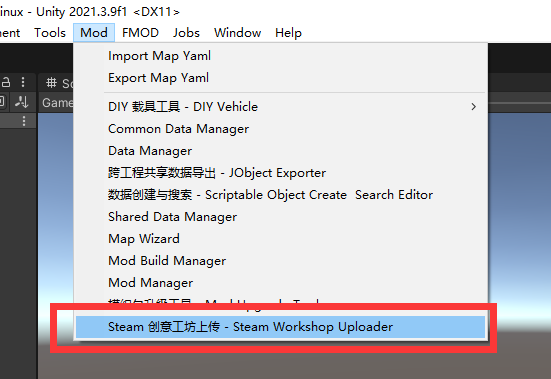 inux - Unity 2021.3.9f1 <DX11>
nent Tools Mod FMOD Jobs Window Help
Import Map Yaml
Export Map Yaml
DIY 载具工具 - DIY Vehicle
Common Data Manager
Game
Data Manager
跨工程共享数据导出 - JObject Exporter
数据创建与搜索 - Scriptable Object Create Search Editor
Shared Data Manager
Map Wizard
Mod Build Manager
Mod Manager
Steam 创意工坊上传 - Steam Workshop Uploader